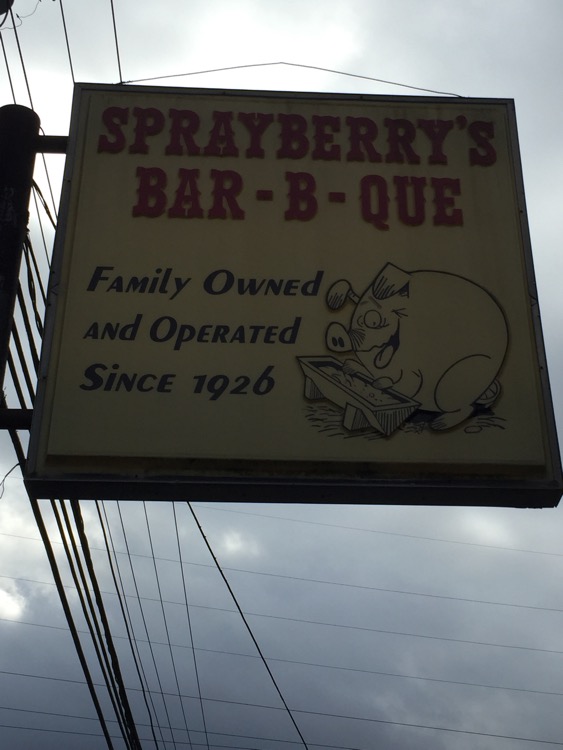 SPRAYBERRY'S
BAR-B-QUE
FAMILY OWNED
AND OPERATED
SINCE 1926